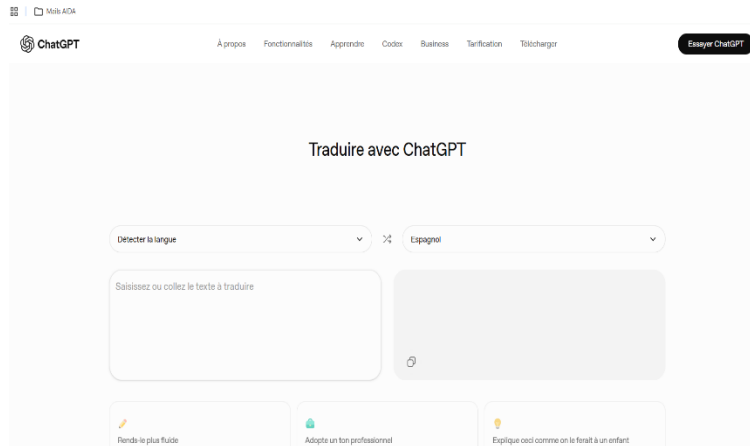 Mails AIDA
ChatGPT
À propos Fonctionnalités Apprendre Codex Business Tarification Télécharger
Essayer ChatGPT
Traduire avec ChatGPT
Détecter la langue
Espagnol
Saisissez ou collez le texte à traduire
Rends-le plus fluide
Adopte un ton professionnel
Explique ceci comme on le ferait à un enfant